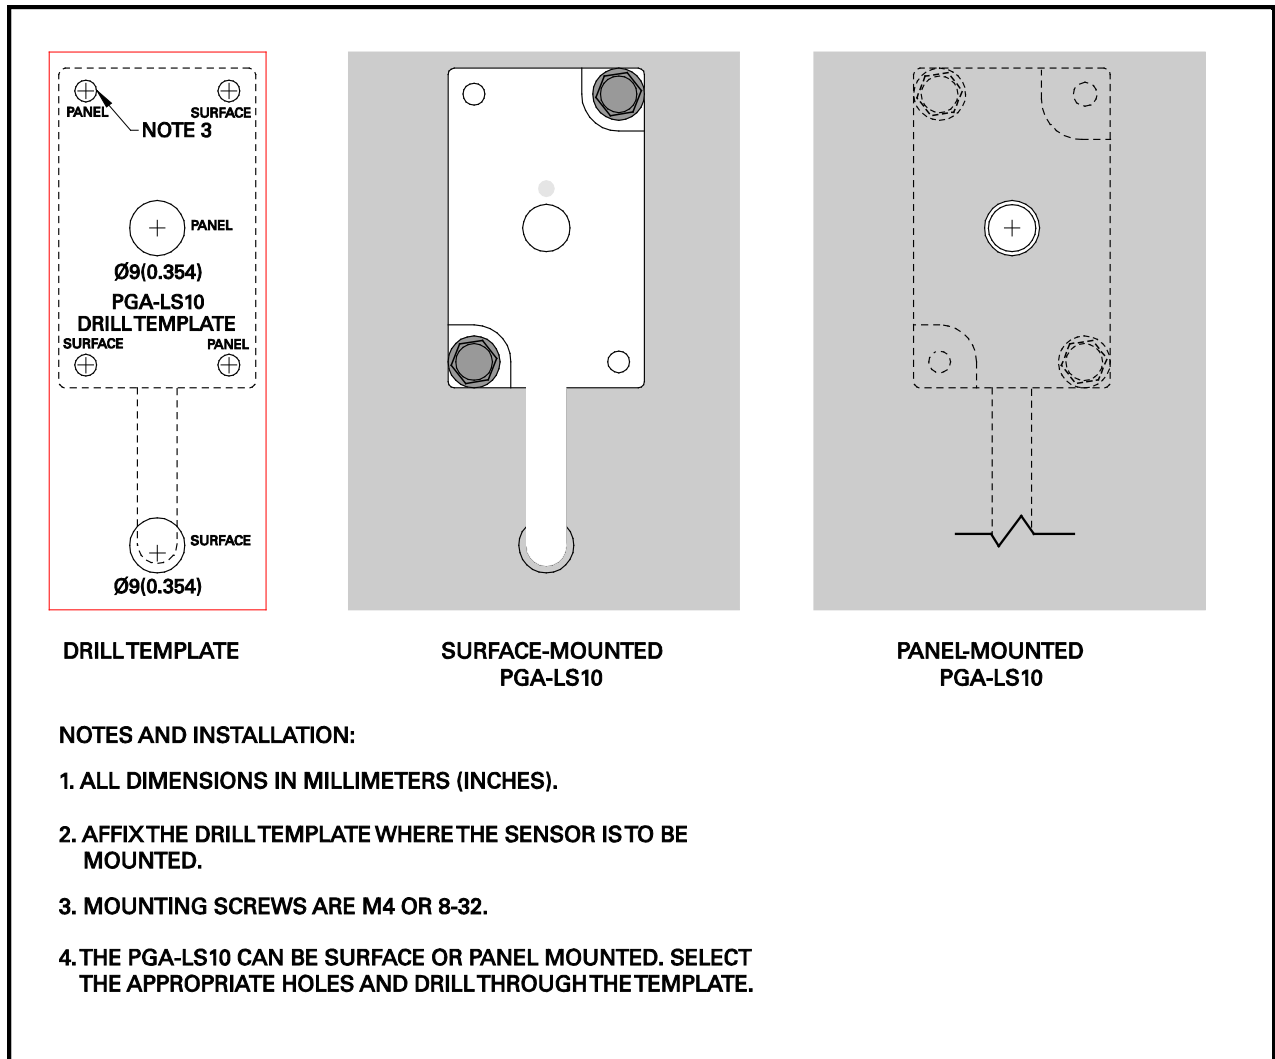 PANEL
SURFACE
NOTE 3
PANEL
Ø9(0.354)
PGA-LS10
DRILL TEMPLATE
SURFACE
PANEL
SURFACE
Ø9(0.354)
DRILL TEMPLATE
SURFACE-MOUNTED
PGA-LS10
PANEL-MOUNTED
PGA-LS10
NOTES AND INSTALLATION:
1. ALL DIMENSIONS IN MILLIMETERS (INCHES).
2. AFFIX THE DRILL TEMPLATE WHERE THE SENSOR IS TO BE
MOUNTED.
3. MOUNTING SCREWS ARE M4 OR 8-32.
4. THE PGA-LS10 CAN BE SURFACE OR PANEL MOUNTED. SELECT
THE APPROPRIATE HOLES AND DRILL THROUGH THE TEMPLATE.